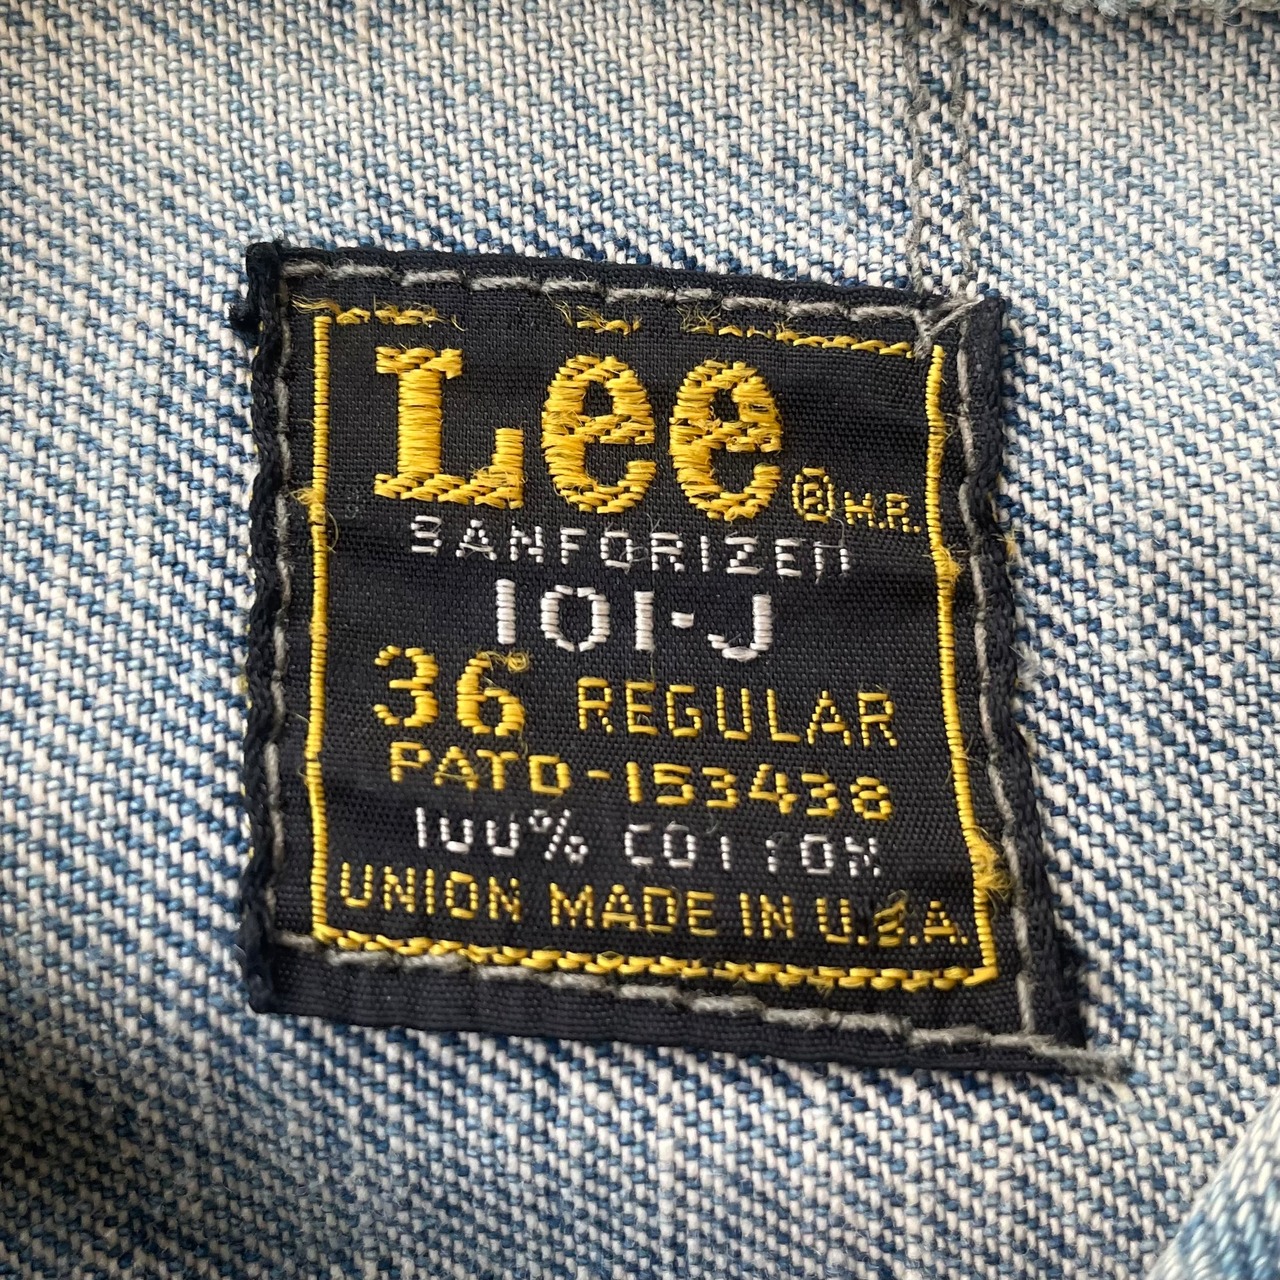 Lee ® M.R.
SANFORIZED
101-J
36 REGULAR
PATD-153438
100% COTTON
UNION MADE IN U.S.A.